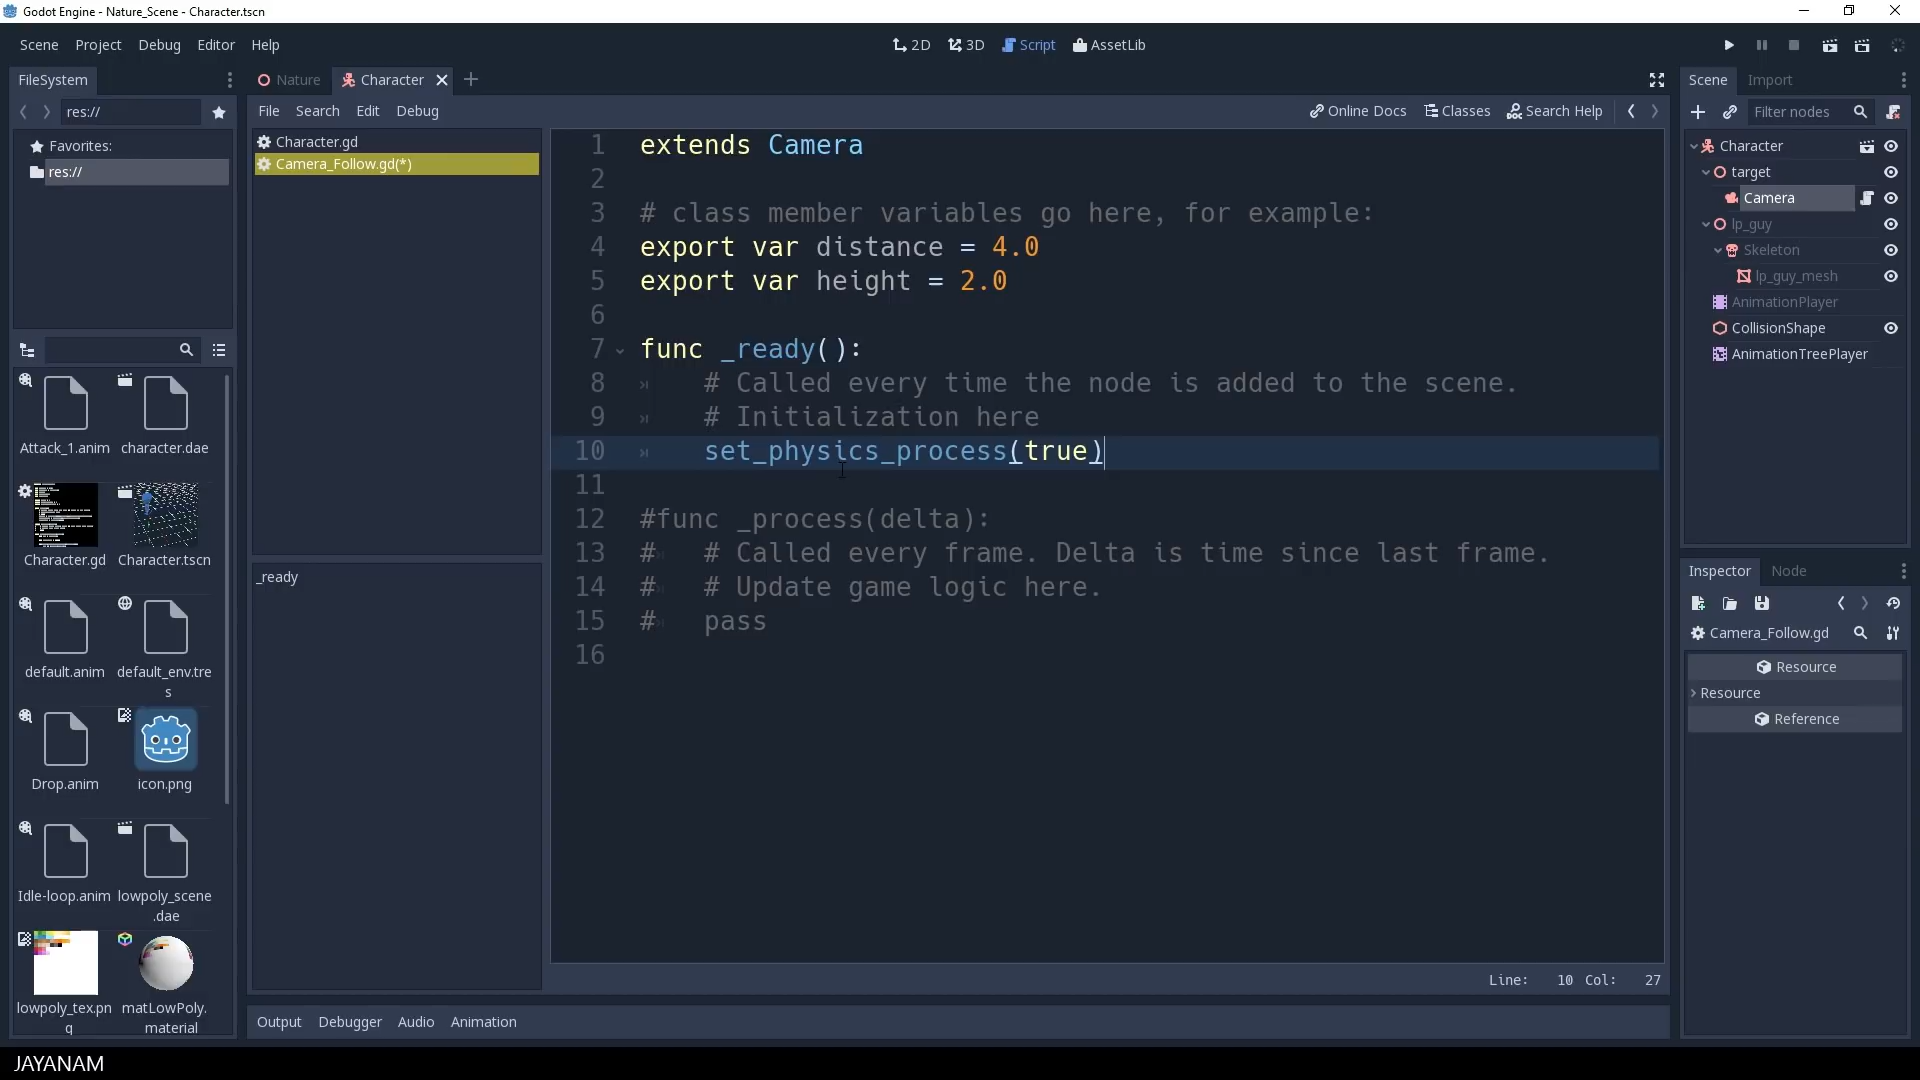 Godot Engine - Nature_Scene - Character.tscn
Scene Project Debug Editor Help
2D 3D Script AssetLib
FileSystem
res://
Favorites:
res://
Attack_1.anim character.dae
Character.gd Character.tscn
default.anim default_env.tre
s
Drop.anim icon.png
Idle-loop.anim lowpoly_scene
.dae
lowpoly_tex.pn matLowPoly.
g material
Nature Character
File Search Edit Debug
Online Docs Classes Search Help
Character.gd
Camera_Follow.gd(*)
_ready
1 extends Camera
2
3 # class member variables go here, for example:
4 export var distance = 4.0
5 export var height = 2.0
6
7 func _ready():
8 # Called every time the node is added to the scene.
9 # Initialization here
10 set_physics_process(true)
11
12 #func _process(delta):
13 # # Called every frame. Delta is time since last frame.
14 # # Update game logic here.
15 # pass
16
Line: 10 Col: 27
Output Debugger Audio Animation
Scene Import
Filter nodes
Character
target
Camera
lp_guy
Skeleton
lp_guy_mesh
AnimationPlayer
CollisionShape
AnimationTreePlayer
Inspector Node
Camera_Follow.gd
Resource
Resource
Reference
JAYANAM